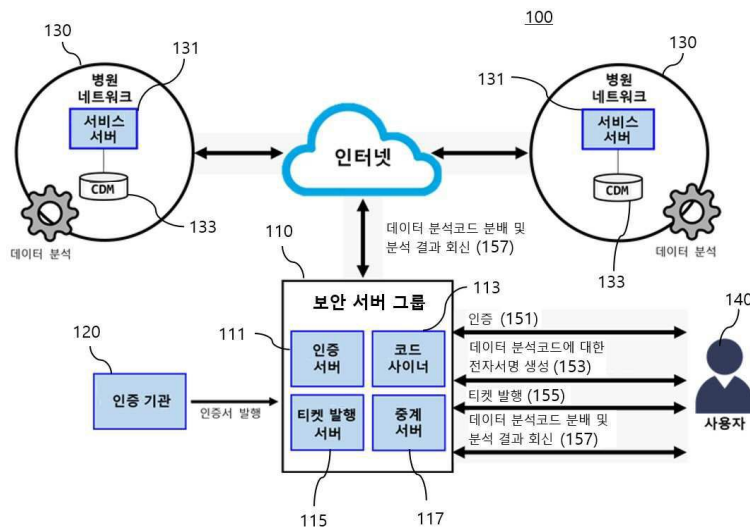 100
130
병원
네트워크
131
서비스
서버
CDM
133
데이터 분석
인터넷
130
병원
네트워크
131
서비스
서버
CDM
133
데이터 분석
데이터 분석코드 분배 및
분석 결과 회신 (157)
110
보안 서버 그룹
113
111
인증
서버
코드
사이너
티켓 발행
서버
중계
서버
115
117
120
인증 기관
인증서 발행
인증 (151)
데이터 분석코드에 대한
전자서명 생성 (153)
티켓 발행 (155)
데이터 분석코드 분배 및
분석 결과 회신 (157)
140
사용자